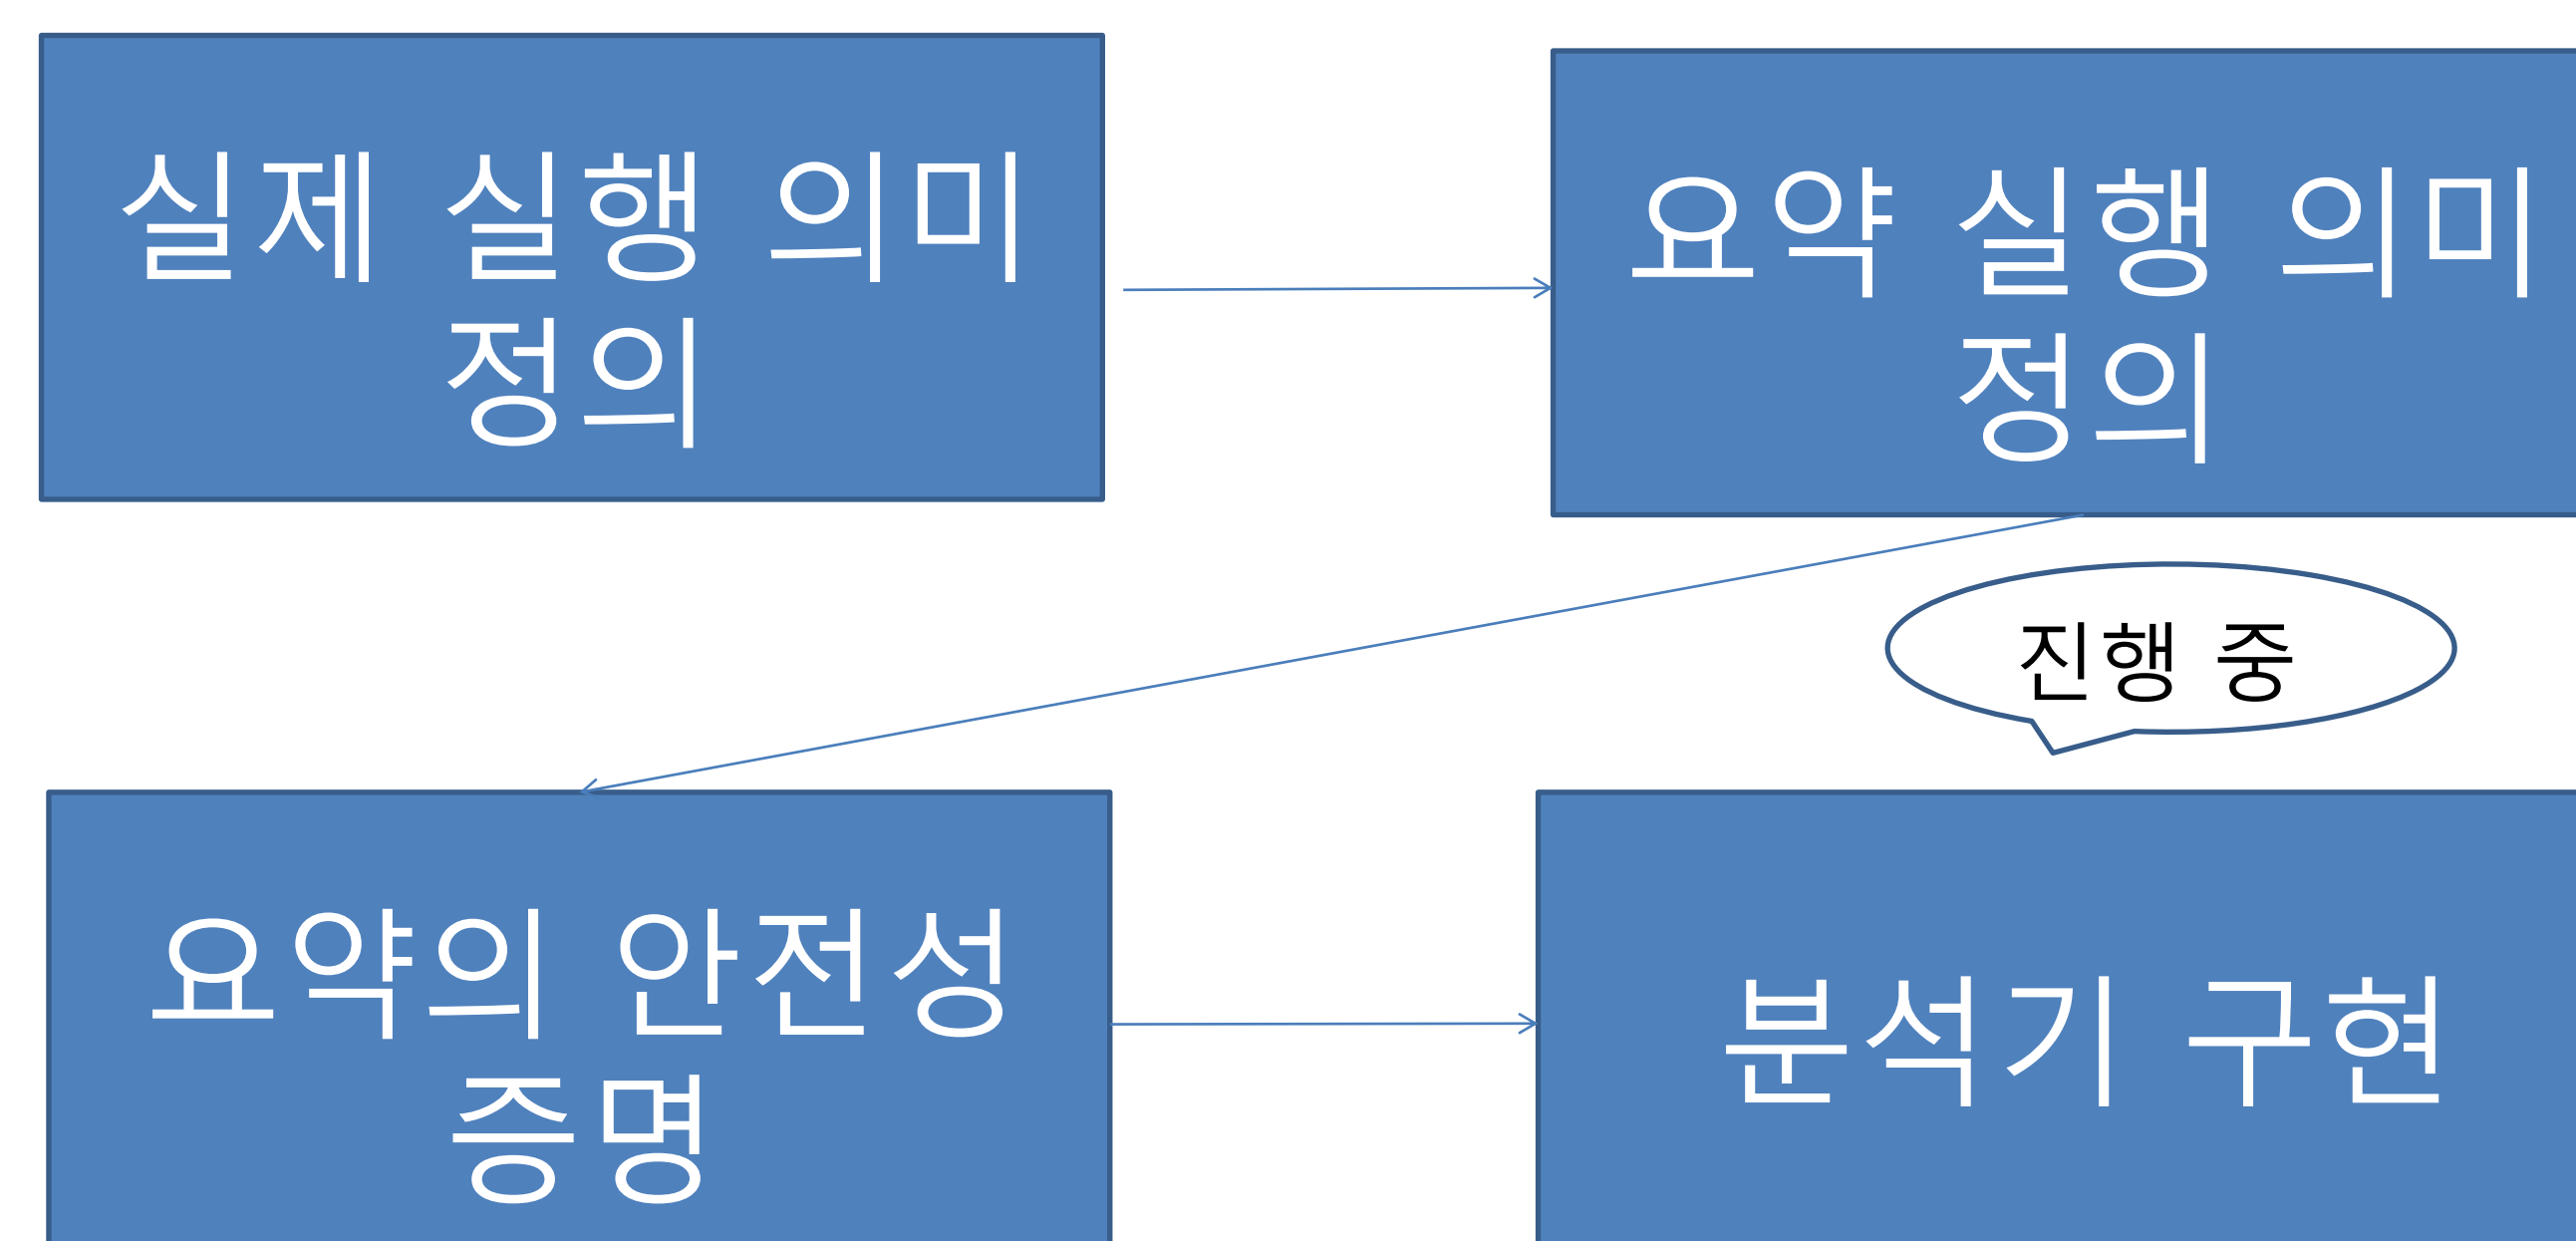 실제 실행 의미
정의
요약 실행 의미
정의
진행 중
요약의 안전성
증명
분석기 구현